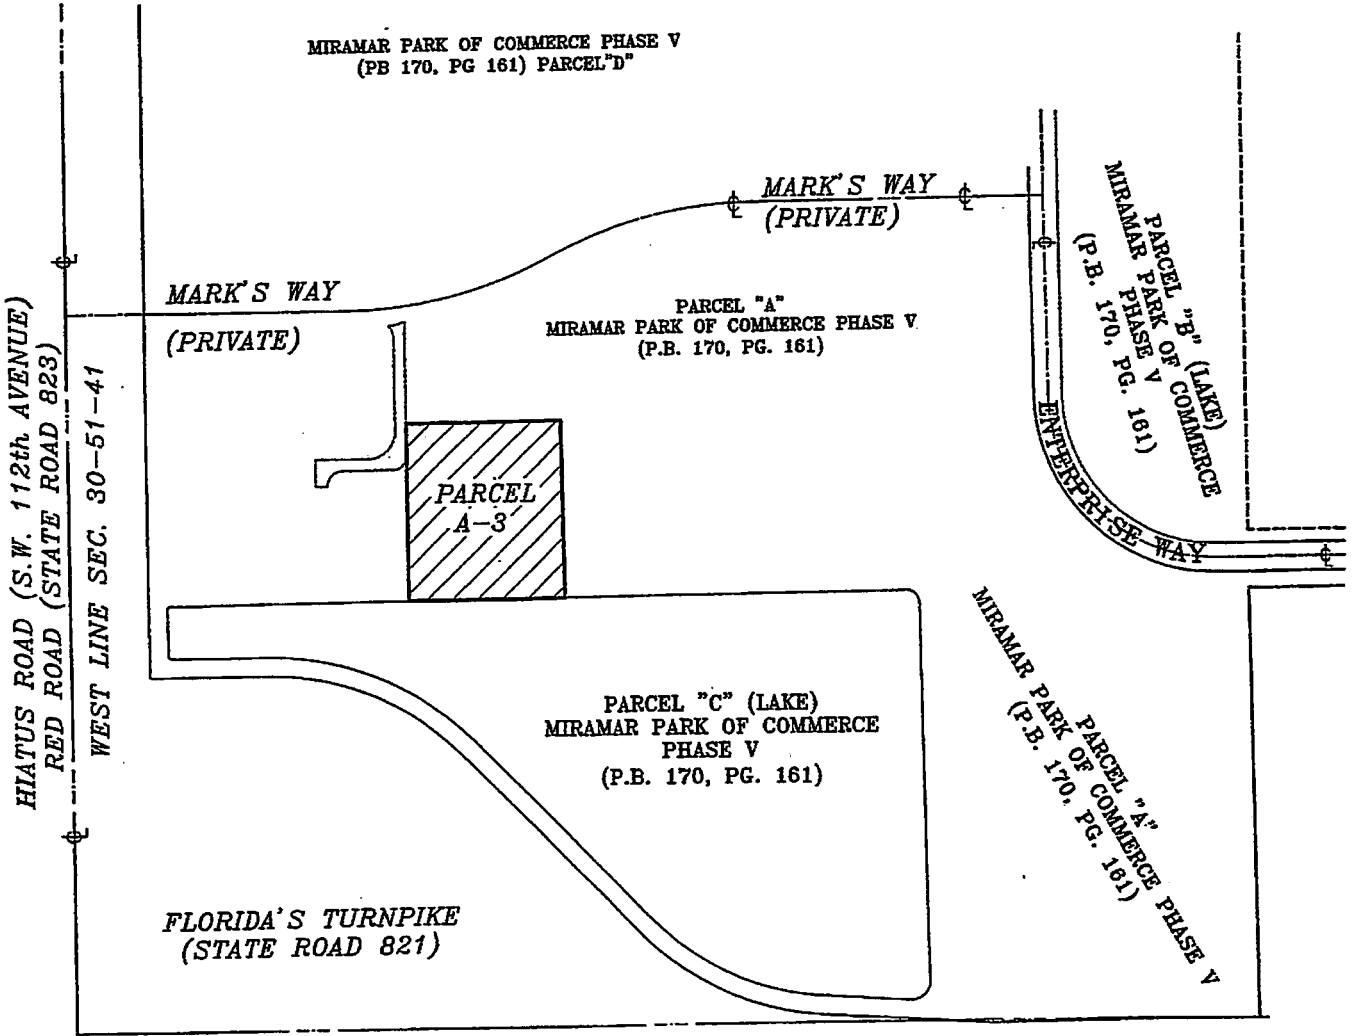 MIRAMAR PARK OF COMMERCE PHASE V
(PB 170, PG 161) PARCEL"D"
MARK'S WAY
(PRIVATE)
MARK'S WAY
(PRIVATE)
PARCEL "A"
MIRAMAR PARK OF COMMERCE PHASE V
(P.B. 170, PG. 161)
PARCEL "B" (LAKE)
MIRAMAR PARK OF COMMERCE
PHASE V
(P.B. 170, PG. 161)
HIATUS ROAD (S.W. 112th AVENUE)
RED ROAD (STATE ROAD 823)
WEST LINE SEC. 30-51-41
PARCEL
A-3
ENTERPRISE WAY
PARCEL "C" (LAKE)
MIRAMAR PARK OF COMMERCE
PHASE V
(P.B. 170, PG. 161)
PARCEL "A"
MIRAMAR PARK OF COMMERCE PHASE V
(P.B. 170, PG. 161)
FLORIDA'S TURNPIKE
(STATE ROAD 821)